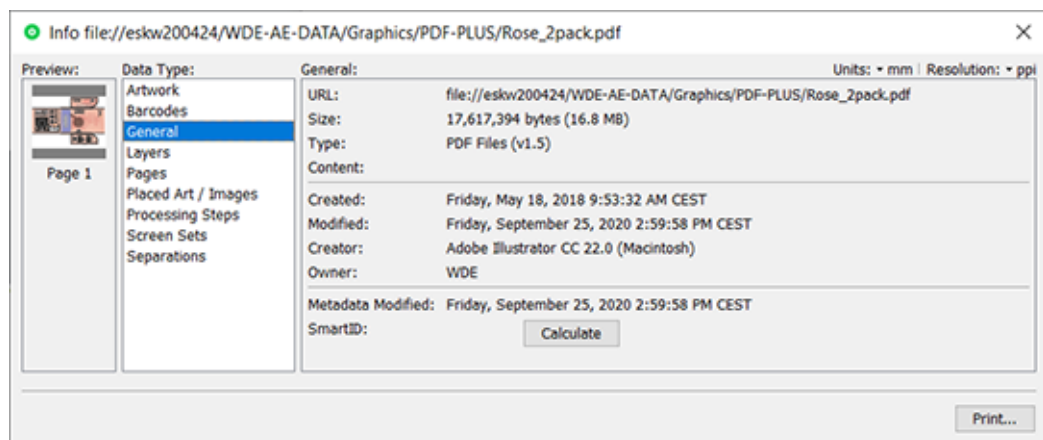 Info file://eskw200424/WDE-AE-DATA/Graphics/PDF-PLUS/Rose_2pack.pdf
Preview:
Page 1
Data Type:
Artwork
Barcodes
General
Layers
Pages
Placed Art / Images
Processing Steps
Screen Sets
Separations
General:
Units: mm | Resolution: ppi
URL: file://eskw200424/WDE-AE-DATA/Graphics/PDF-PLUS/Rose_2pack.pdf
Size: 17,617,394 bytes (16.8 MB)
Type: PDF Files (v1.5)
Content:
Created: Friday, May 18, 2018 9:53:32 AM CEST
Modified: Friday, September 25, 2020 2:59:58 PM CEST
Creator: Adobe Illustrator CC 22.0 (Macintosh)
Owner: WDE
Metadata Modified: Friday, September 25, 2020 2:59:58 PM CEST
SmartID: Calculate
Print...